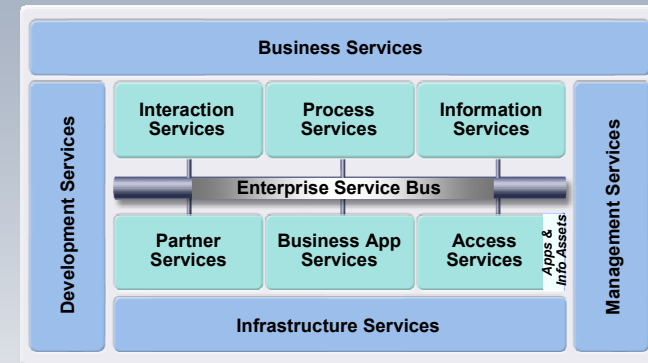 Business Services
Development Services
Interaction
Services
Process
Services
Information
Services
Enterprise Service Bus
Partner
Services
Business App
Services
Access
Services
Apps &
Info Assets
Management Services
Infrastructure Services